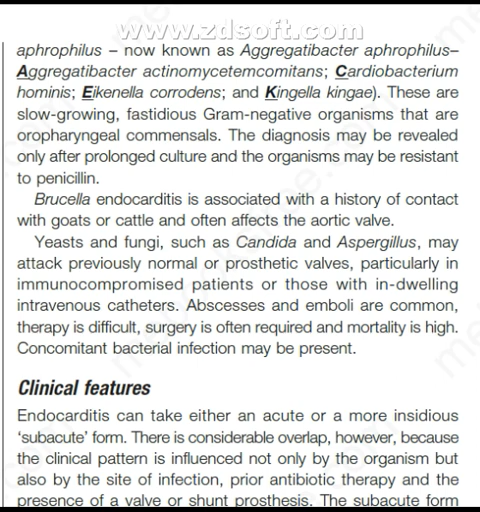 www.zdsoft.com
aphrophilus – now known as Aggregatibacter aphrophilus–
Aggregatibacter actinomycetemcomitans; Cardiobacterium
hominis; Eikenella corrodens; and Kingella kingae). These are
slow-growing, fastidious Gram-negative organisms that are
oropharyngeal commensals. The diagnosis may be revealed
only after prolonged culture and the organisms may be resistant
to penicillin.
Brucella endocarditis is associated with a history of contact
with goats or cattle and often affects the aortic valve.
Yeasts and fungi, such as Candida and Aspergillus, may
attack previously normal or prosthetic valves, particularly in
immunocompromised patients or those with in-dwelling
intravenous catheters. Abscesses and emboli are common,
therapy is difficult, surgery is often required and mortality is high.
Concomitant bacterial infection may be present.
Clinical features
Endocarditis can take either an acute or a more insidious
‘subacute’ form. There is considerable overlap, however, because
the clinical pattern is influenced not only by the organism but
also by the site of infection, prior antibiotic therapy and the
presence of a valve or shunt prosthesis. The subacute form